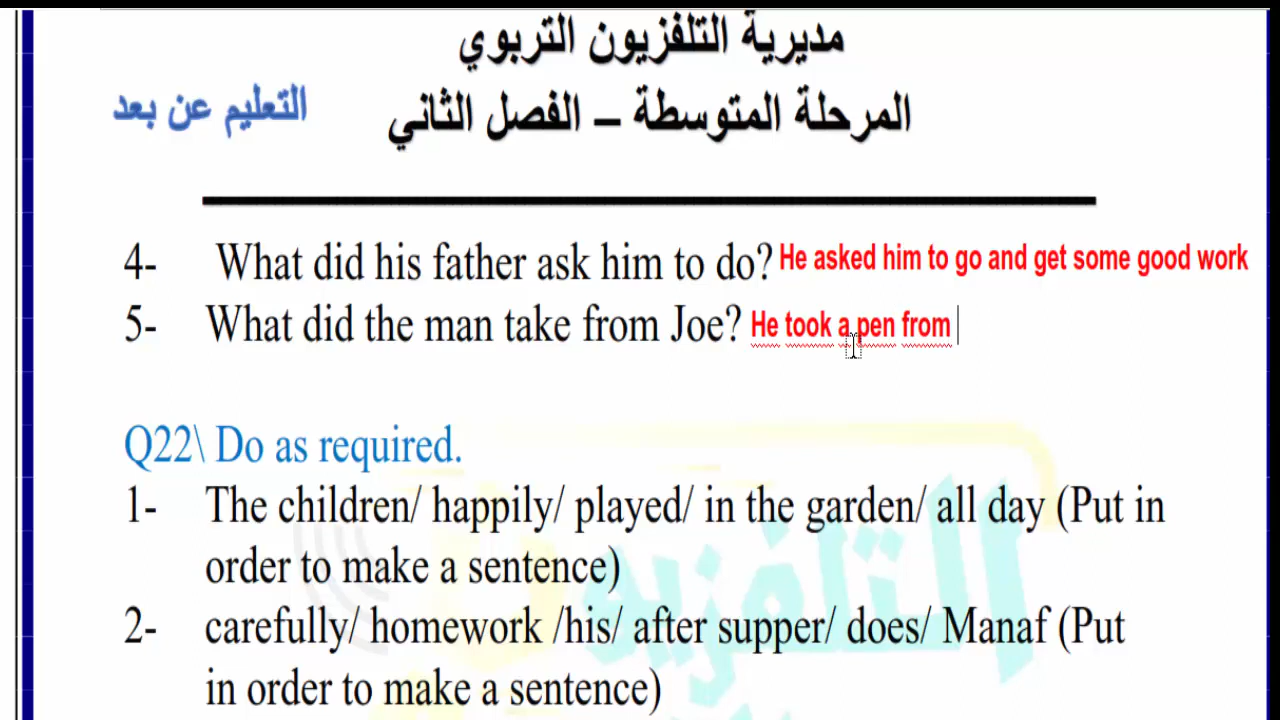 مديرية التلفزيون التربوي
التعليم عن بعد
المرحلة المتوسطة – الفصل الثاني
4- What did his father ask him to do? He asked him to go and get some good work
5- What did the man take from Joe? He took a pen from
Q22\ Do as required.
1- The children/ happily/ played/ in the garden/ all day (Put in
order to make a sentence)
2- carefully/ homework /his/ after supper/ does/ Manaf (Put
in order to make a sentence)
التلفزيون